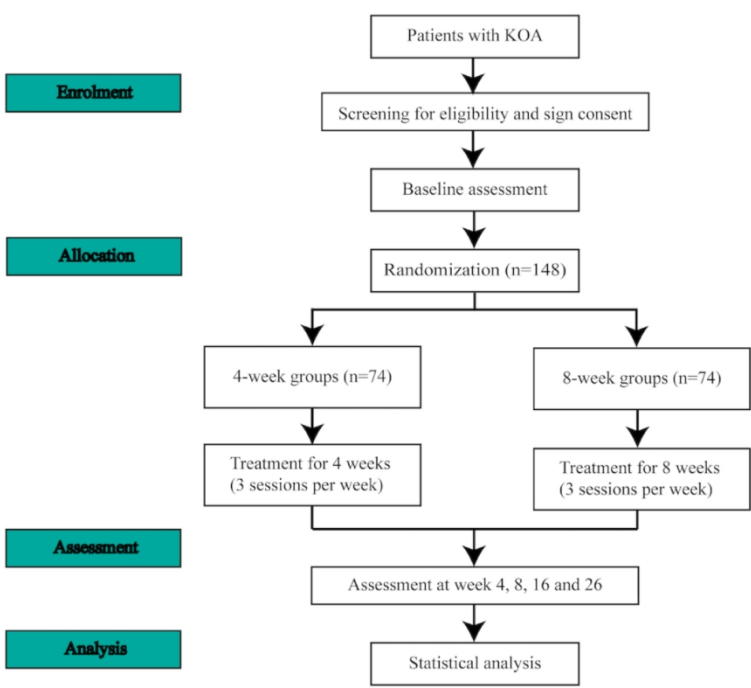 Patients with KOA
Enrolment
Screening for eligibility and sign consent
Baseline assessment
Allocation
Randomization (n=148)
4-week groups (n=74)
8-week groups (n=74)
Treatment for 4 weeks
(3 sessions per week)
Treatment for 8 weeks
(3 sessions per week)
Assessment
Assessment at week 4, 8, 16 and 26
Analysis
Statistical analysis